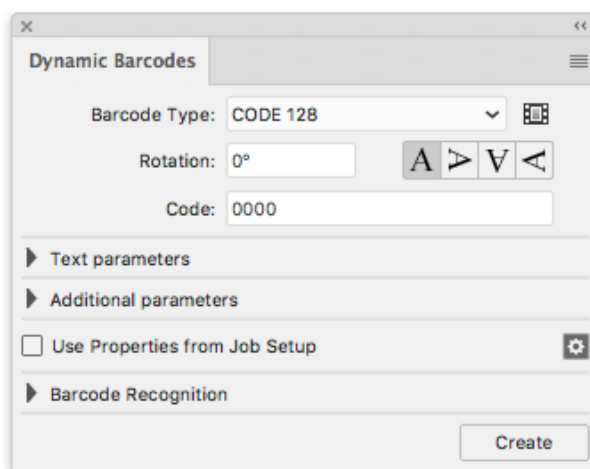 Dynamic Barcodes
Barcode Type: CODE 128
Rotation: 0° A A A A
Code: 0000
Text parameters
Additional parameters
Use Properties from Job Setup
Barcode Recognition
Create